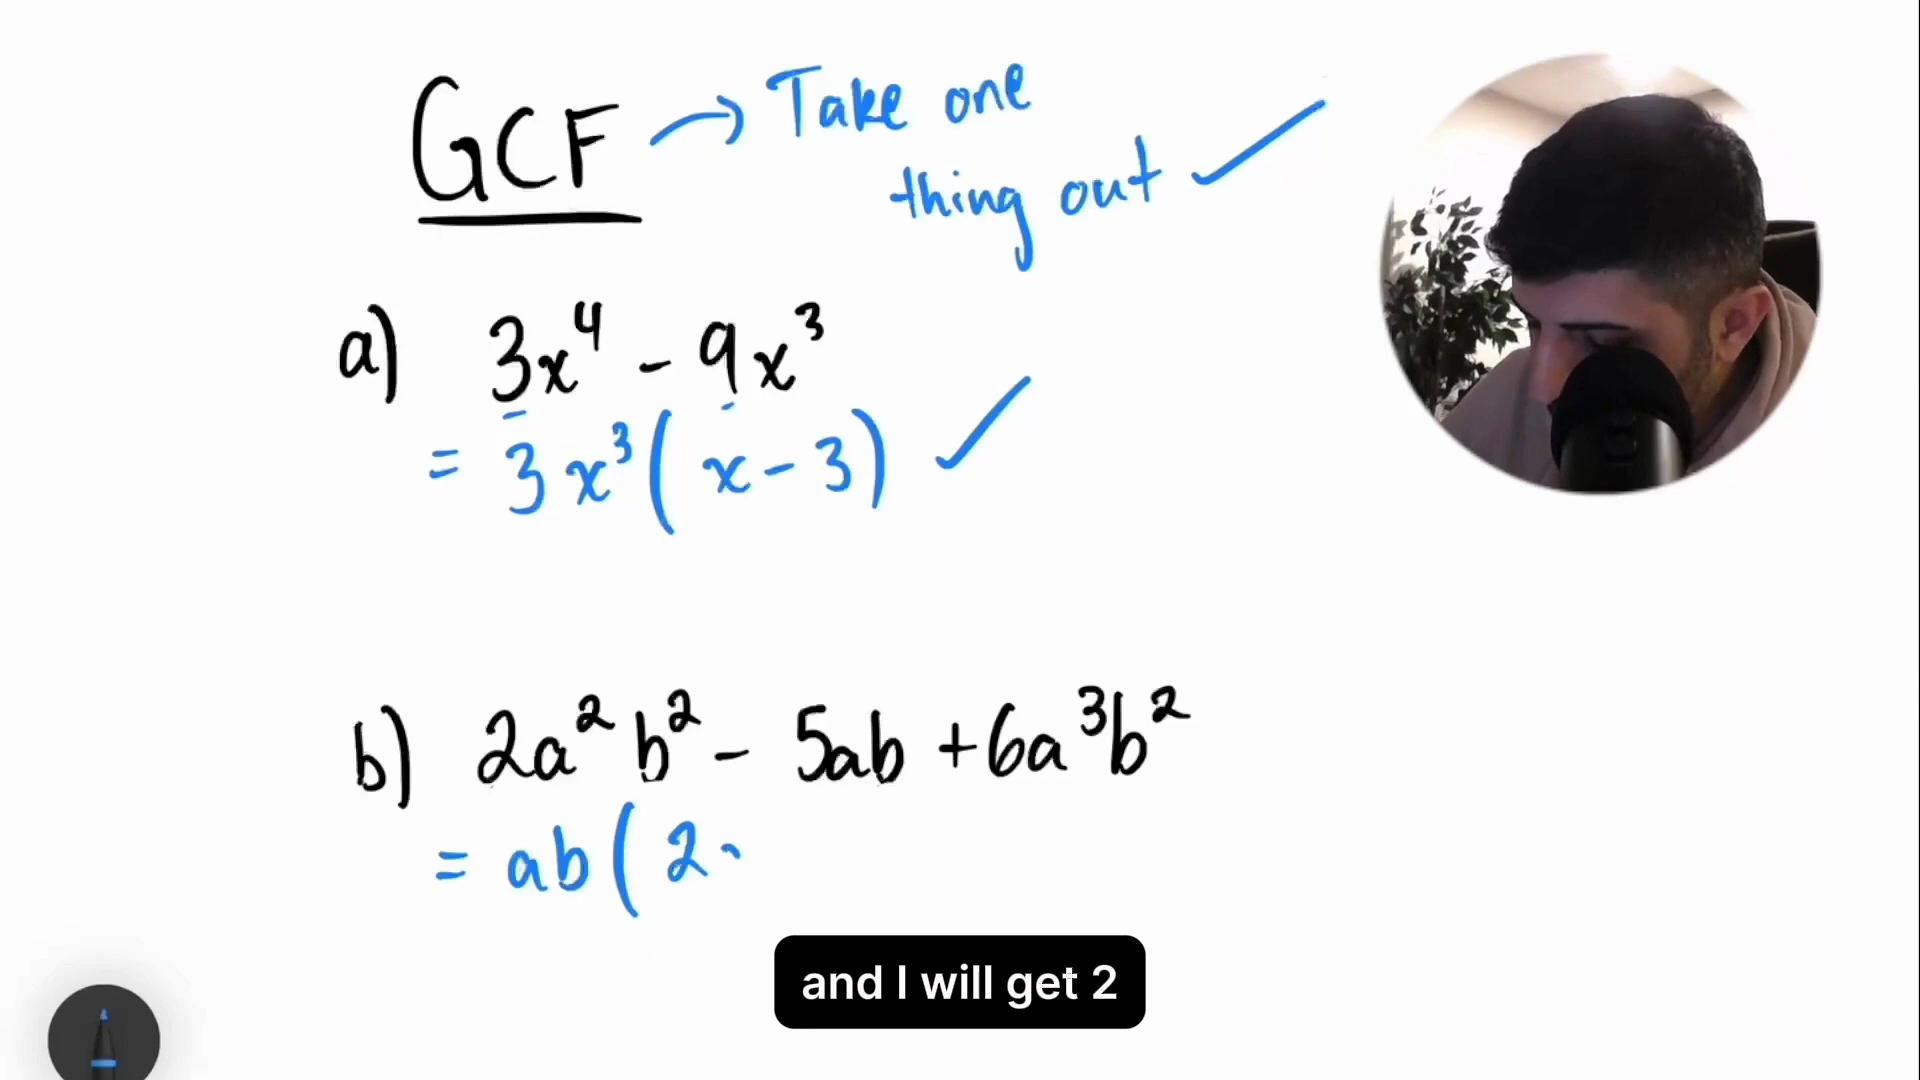 GCF → Take one
thing out ✓
a) 3x⁴ - 9x³
= 3x³( x - 3) ✓
b) 2a²b² - 5ab + 6a³b²
= ab( 2
and I will get 2